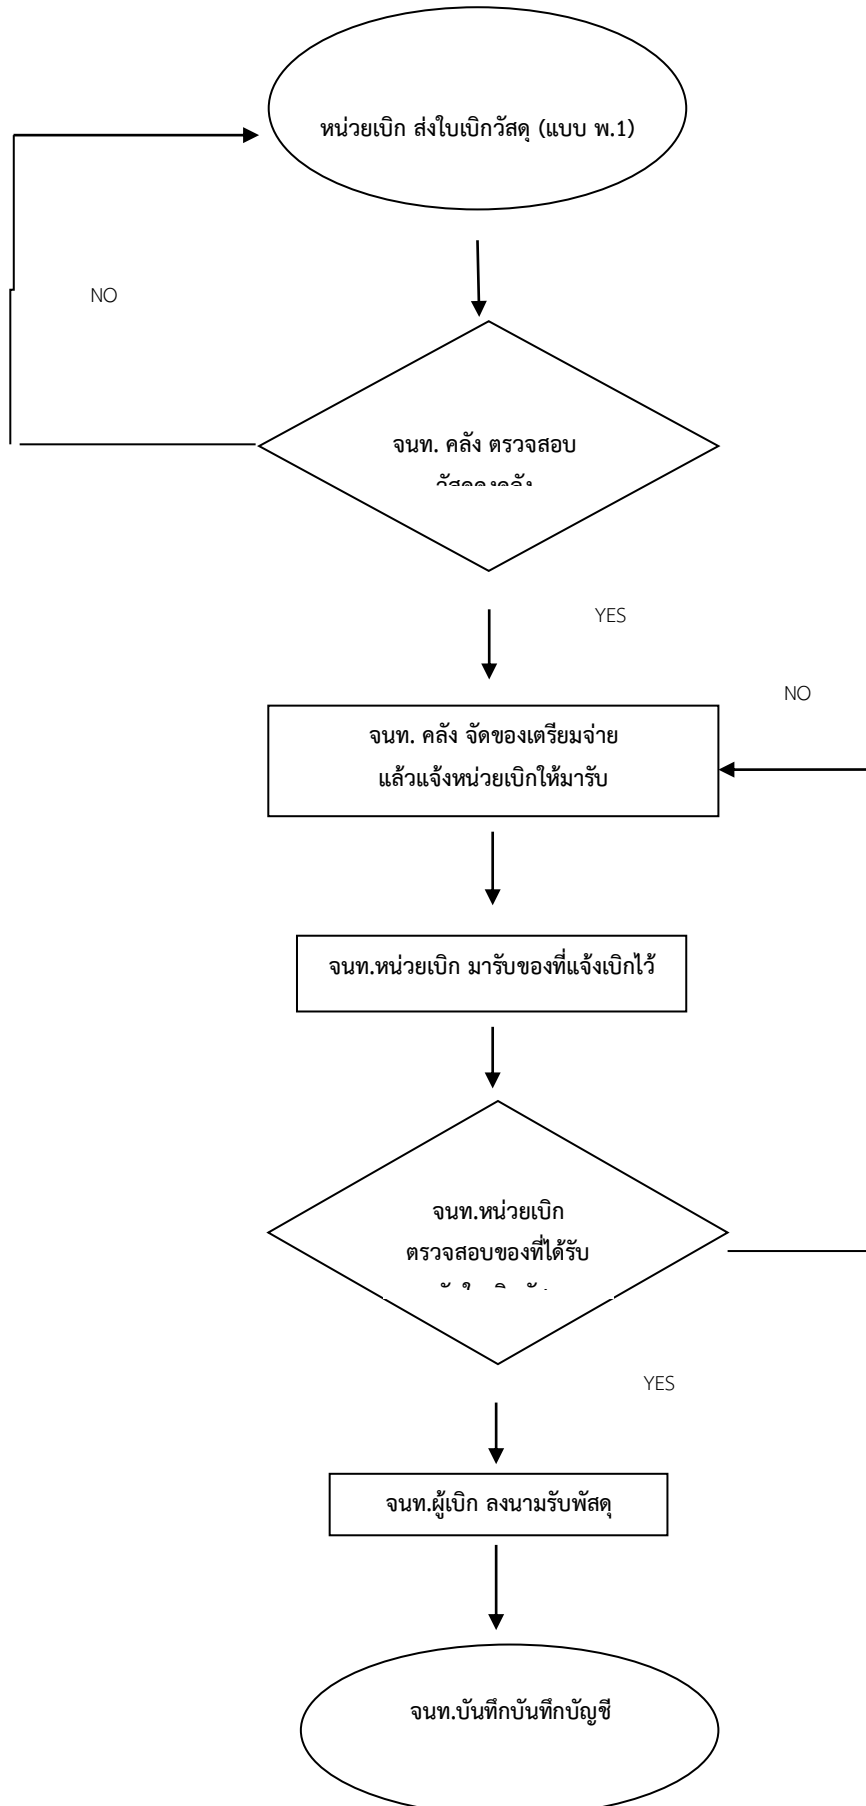 หน่วยเบิก ส่งใบเบิกวัสดุ (แบบ พ.1)
NO
จนท. คลัง ตรวจสอบ
วัสดุคงคลัง
YES
NO
จนท. คลัง จัดของเตรียมจ่าย
แล้วแจ้งหน่วยเบิกให้มารับ
จนท.หน่วยเบิก มารับของที่แจ้งเบิกไว้
จนท.หน่วยเบิก
ตรวจสอบของที่ได้รับ
YES
จนท.ผู้เบิก ลงนามรับพัสดุ
จนท.บันทึกบันทึกบัญชี